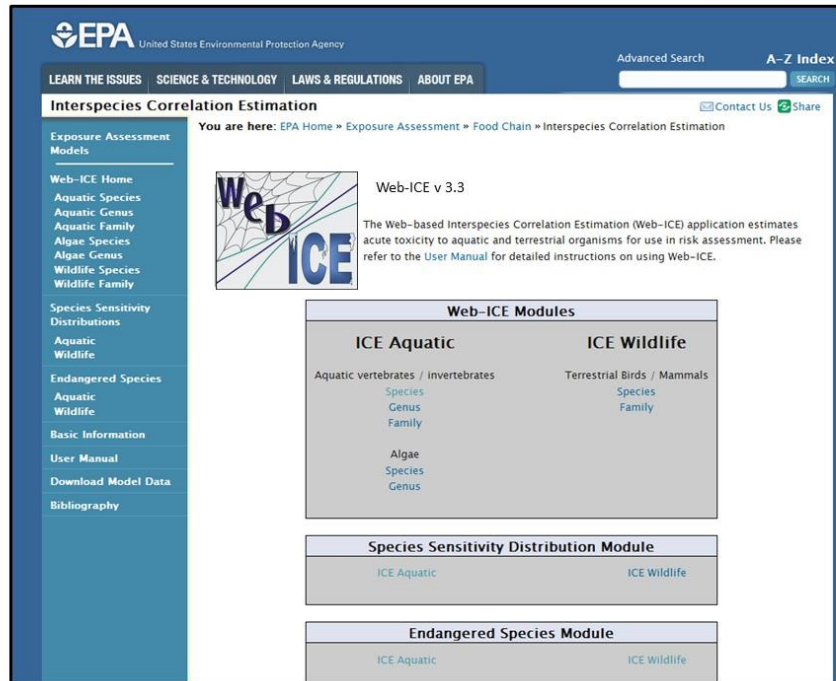 EPA United States Environmental Protection Agency
Advanced Search A-Z Index
LEARN THE ISSUES SCIENCE & TECHNOLOGY LAWS & REGULATIONS ABOUT EPA SEARCH
Interspecies Correlation Estimation
Contact Us Share
You are here: EPA Home » Exposure Assessment » Food Chain » Interspecies Correlation Estimation
Exposure Assessment
Models
Web-ICE Home
Aquatic Species
Aquatic Genus
Aquatic Family
Algae Species
Algae Genus
Wildlife Species
Wildlife Family
Species Sensitivity
Distributions
Aquatic
Wildlife
Endangered Species
Aquatic
Wildlife
Basic Information
User Manual
Download Model Data
Bibliography
Web
ICE
Web-ICE v 3.3
The Web-based Interspecies Correlation Estimation (Web-ICE) application estimates
acute toxicity to aquatic and terrestrial organisms for use in risk assessment. Please
refer to the User Manual for detailed instructions on using Web-ICE.
Web-ICE Modules
ICE Aquatic ICE Wildlife
Aquatic vertebrates / invertebrates Terrestrial Birds / Mammals
Species Species
Genus Family
Family
Algae
Species
Genus
Species Sensitivity Distribution Module
ICE Aquatic ICE Wildlife
Endangered Species Module
ICE Aquatic ICE Wildlife